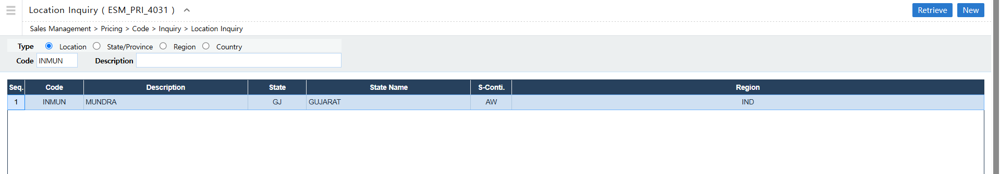 Location Inquiry ( ESM_PRI_4031 )
Retrieve New
Sales Management > Pricing > Code > Inquiry > Location Inquiry
Type Location State/Province Region Country
Code INMUN Description
Seq. Code Description State State Name S-Conti. Region
1 INMUN MUNDRA GJ GUJARAT AW IND